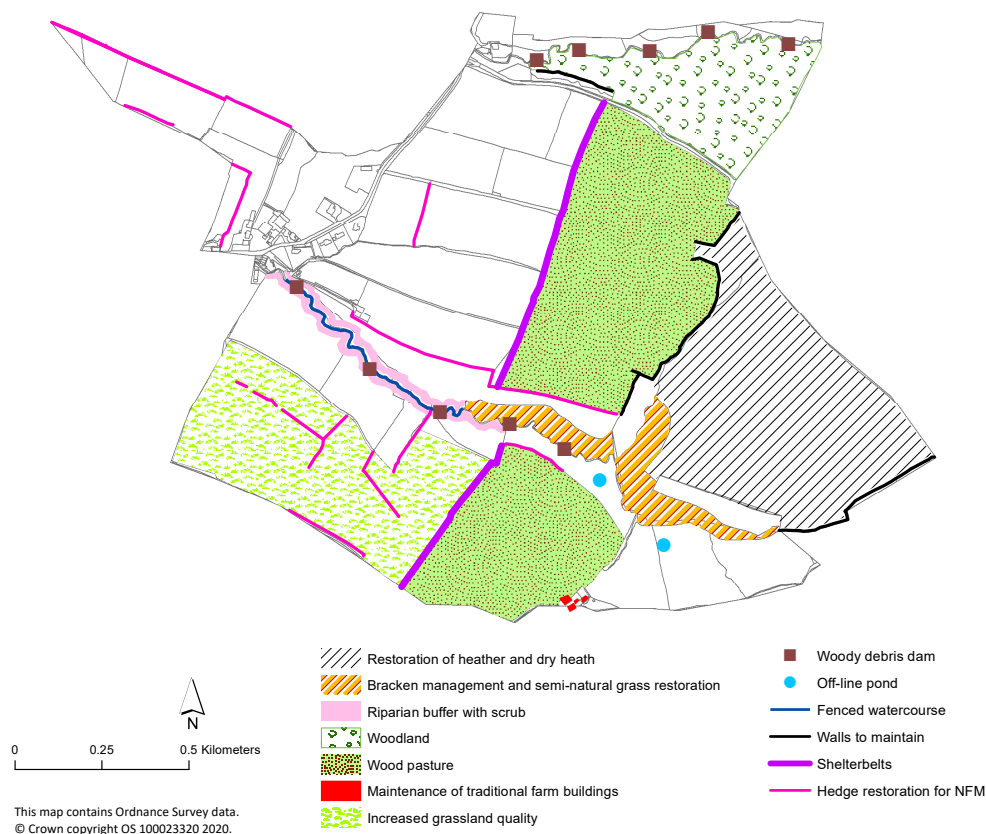 N
0 0.25 0.5 Kilometers
This map contains Ordnance Survey data.
© Crown copyright OS 100023320 2020.
Restoration of heather and dry heath
Bracken management and semi-natural grass restoration
Riparian buffer with scrub
Woodland
Wood pasture
Maintenance of traditional farm buildings
Increased grassland quality
Woody debris dam
Off-line pond
Fenced watercourse
Walls to maintain
Shelterbelts
Hedge restoration for NFM